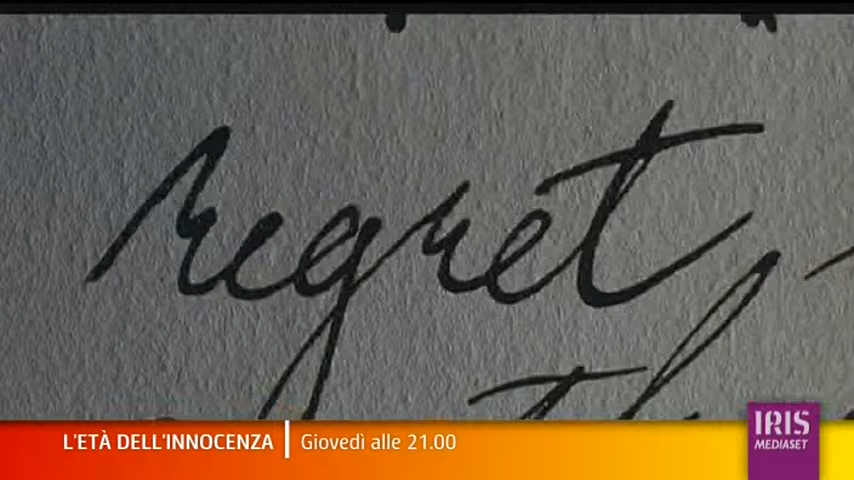 regret
L'ETÀ DELL'INNOCENZA | Giovedì alle 21.00
IRIS
MEDIASET